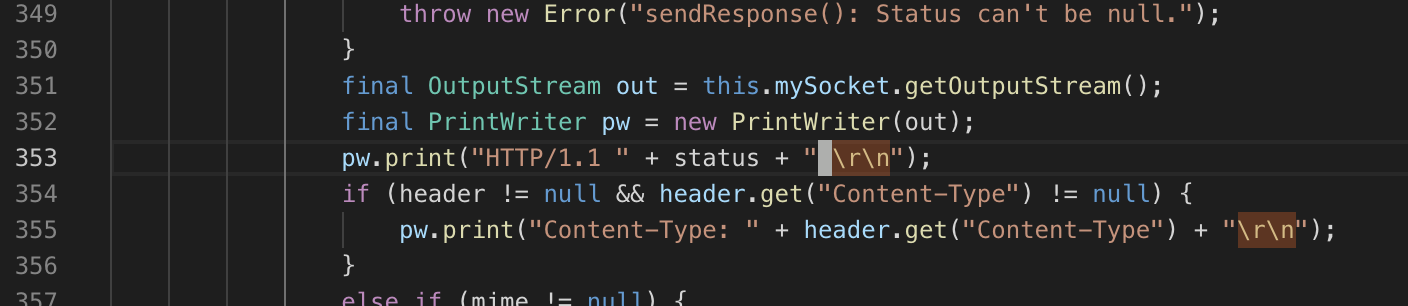 349 throw new Error("sendResponse(): Status can't be null.");
350 }
351 final OutputStream out = this.mySocket.getOutputStream();
352 final PrintWriter pw = new PrintWriter(out);
353 pw.print("HTTP/1.1 " + status + " \r\n");
354 if (header != null && header.get("Content-Type") != null) {
355 pw.print("Content-Type: " + header.get("Content-Type") + "\r\n");
356 }
357 else if (mime != null) {